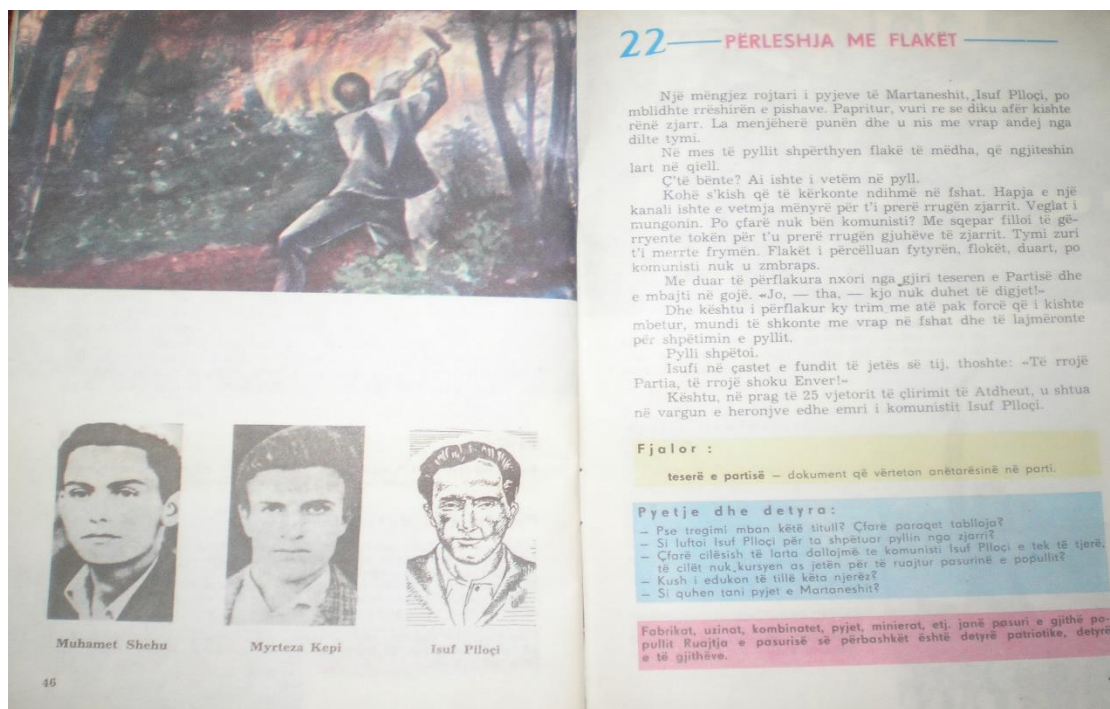 Muhamet Shehu
Myrteza Kepi
Isuf Plloçi
46
22 — PËRLESHJA ME FLAKËT
Një mëngjez rojtari i pyjeve të Martaneshit, Isuf Plloçi, po
mblidhte rrëshirën e pishave. Papritur, vuri re se diku afër kishte
rënë zjarr. La menjëherë punën dhe u nis me vrap andej nga
dilte tymi.
Në mes të pyllit shpërthyen flakë të mëdha, që ngjiteshin
lart në qiell.
Ç'të bënte? Ai ishte i vetëm në pyll.
Kohë s'kish që të kërkonte ndihmë në fshat. Hapja e një
kanali ishte e vetmja mënyrë për t'i prerë rrugën zjarrit. Veglat i
mungonin. Po çfarë nuk bën komunisti? Me sqepar filloi të gë-
rryente tokën për t'u prerë rrugën gjuhëve të zjarrit. Tymi zuri
t'i merrte frymën. Flakët i përcëlluan fytyrën, flokët, duart, po
komunisti nuk u zmbraps.
Me duar të përflakura nxori nga gjiri teseren e Partisë dhe
e mbajti në gojë. «Jo, — tha, — kjo nuk duhet të digjet!»
Dhe kështu i përflakur ky trim me atë pak forcë që i kishte
mbetur, mundi të shkonte me vrap në fshat dhe të lajmëronte
për shpëtimin e pyllit.
Pylli shpëtoi.
Isufi në çastet e fundit të jetës së tij, thoshte: «Të rrojë
Partia, të rrojë shoku Enver!»
Kështu, në prag të 25 vjetorit të çlirimit të Atdheut, u shtua
në vargun e heronjve edhe emri i komunistit Isuf Plloçi.
Fjalor :
teserë e partisë — dokument që vërteton anëtarësinë në parti.
Pyetje dhe detyra:
— Pse tregimi mban këtë titull? Çfarë paraqet tablloja?
— Si luftoi Isuf Plloçi për ta shpëtuar pyllin nga zjarri?
— Çfarë cilësish të larta dallojmë te komunisti Isuf Plloçi e tek të tjerë,
të cilët nuk kursyen as jetën për të ruajtur pasurinë e popullit?
— Kush i edukon të tillë këta njerëz?
— Si quhen tani pyjet e Martaneshit?
Fabrikat, uzinat, kombinatet, pyjet, minierat, etj. janë pasuri e gjithë po-
pullit Ruajtja e pasurisë së përbashkët është detyrë patriotike, detyrë
e të gjithëve.